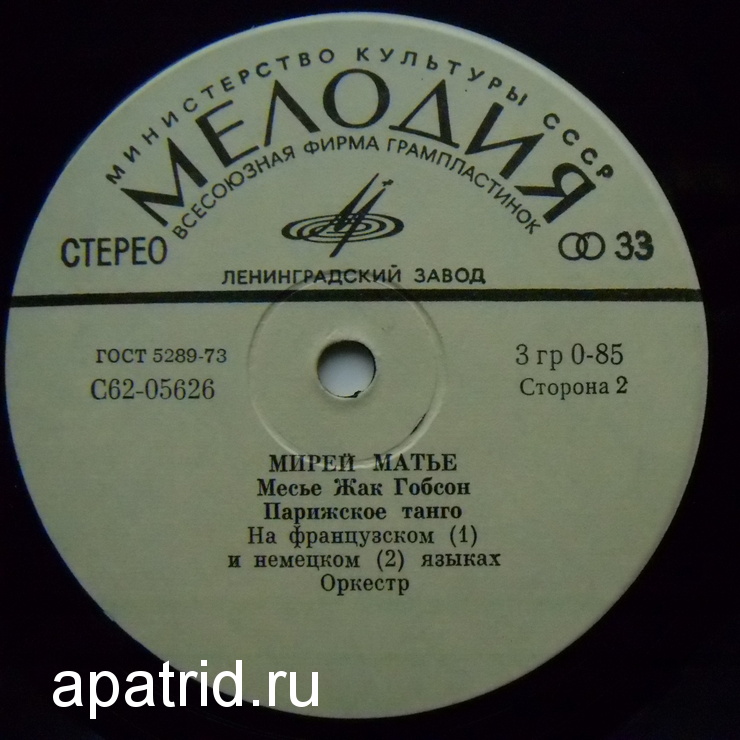 МИНИСТЕРСТВО КУЛЬТУРЫ СССР
МЕЛОДИЯ
ВСЕСОЮЗНАЯ ФИРМА ГРАМПЛАСТИНОК
СТЕРЕО
33
ЛЕНИНГРАДСКИЙ ЗАВОД
ГОСТ 5289-73
3 гр 0-85
С62-05626
Сторона 2
МИРЕЙ МАТЬЕ
Месье Жак Гобсон
Парижское танго
На французском (1)
и немецком (2) языках
Оркестр
apatrid.ru